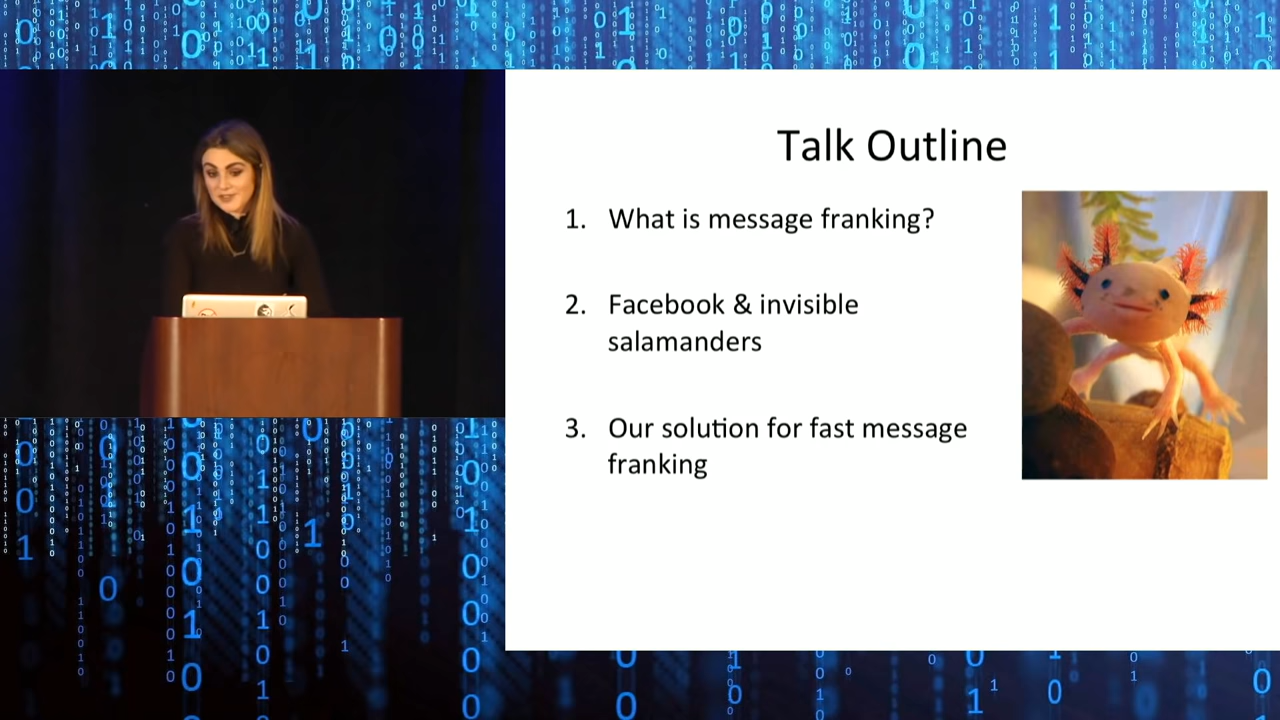 Talk Outline
1. What is message franking?
2. Facebook & invisible
salamanders
3. Our solution for fast message
franking